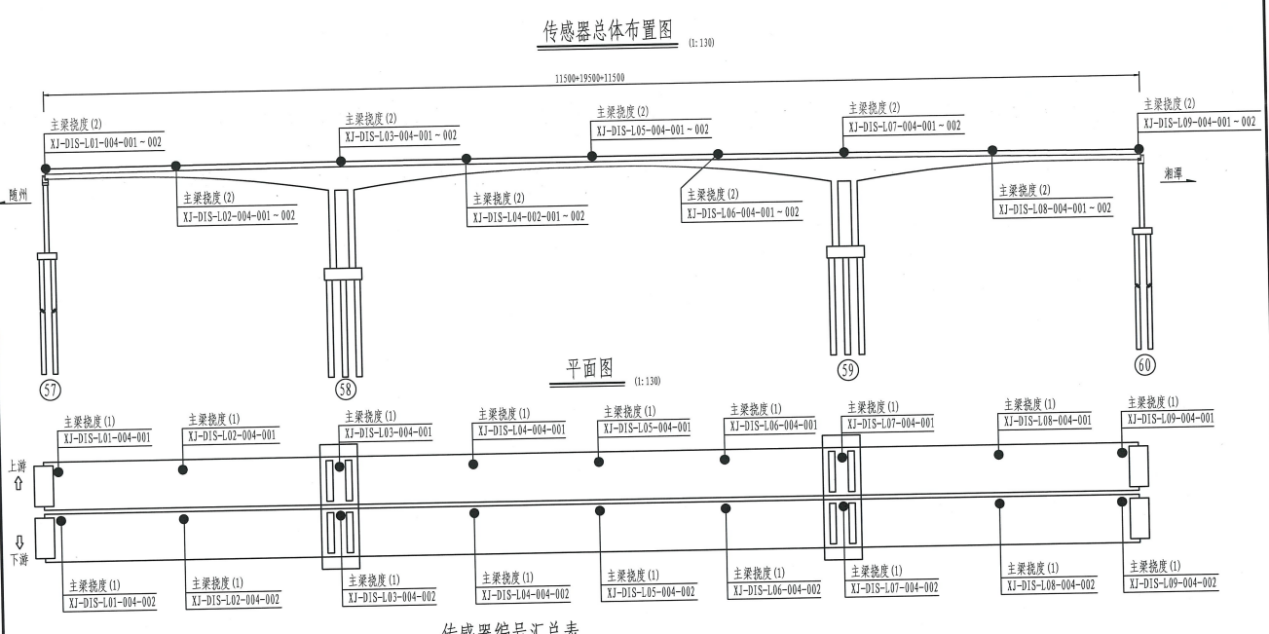 传感器总体布置图 (1:130)
11500+19500+11500
主梁挠度(2)
XJ-DIS-L01-004-001~002
主梁挠度(2)
XJ-DIS-L03-004-001~002
主梁挠度(2)
XJ-DIS-L05-004-001~002
主梁挠度(2)
XJ-DIS-L07-004-001~002
主梁挠度(2)
XJ-DIS-L09-004-001~002
随州
湘潭
主梁挠度(2)
XJ-DIS-L02-004-001~002
主梁挠度(2)
XJ-DIS-L04-002-001~002
主梁挠度(2)
XJ-DIS-L06-004-001~002
主梁挠度(2)
XJ-DIS-L08-004-001~002
57
58
59
60
平面图 (1:130)
主梁挠度(1)
XJ-DIS-L01-004-001
主梁挠度(1)
XJ-DIS-L02-004-001
主梁挠度(1)
XJ-DIS-L03-004-001
主梁挠度(1)
XJ-DIS-L04-004-001
主梁挠度(1)
XJ-DIS-L05-004-001
主梁挠度(1)
XJ-DIS-L06-004-001
主梁挠度(1)
XJ-DIS-L07-004-001
主梁挠度(1)
XJ-DIS-L08-004-001
主梁挠度(1)
XJ-DIS-L09-004-001
上游
下游
主梁挠度(1)
XJ-DIS-L01-004-002
主梁挠度(1)
XJ-DIS-L02-004-002
主梁挠度(1)
XJ-DIS-L03-004-002
主梁挠度(1)
XJ-DIS-L04-004-002
主梁挠度(1)
XJ-DIS-L05-004-002
主梁挠度(1)
XJ-DIS-L06-004-002
主梁挠度(1)
XJ-DIS-L07-004-002
主梁挠度(1)
XJ-DIS-L08-004-002
主梁挠度(1)
XJ-DIS-L09-004-002
传感器编号汇总表